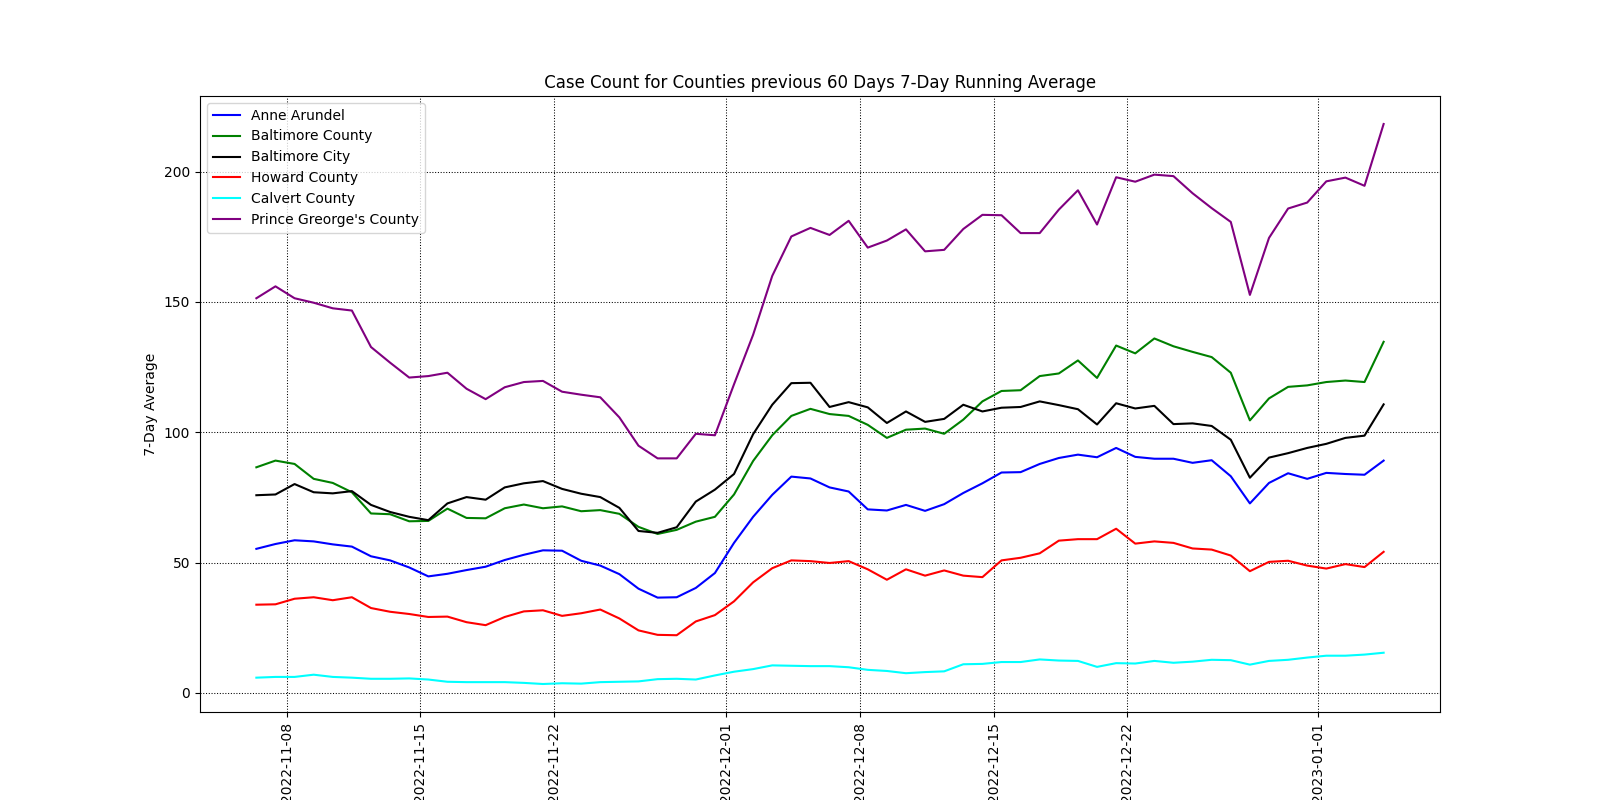 Case Count for Counties previous 60 Days 7-Day Running Average
Anne Arundel
Baltimore County
Baltimore City
Howard County
Calvert County
Prince Greorge's County
7-Day Average
200
150
100
50
0
2022-11-08
2022-11-15
2022-11-22
2022-12-01
2022-12-08
2022-12-15
2022-12-22
2023-01-01